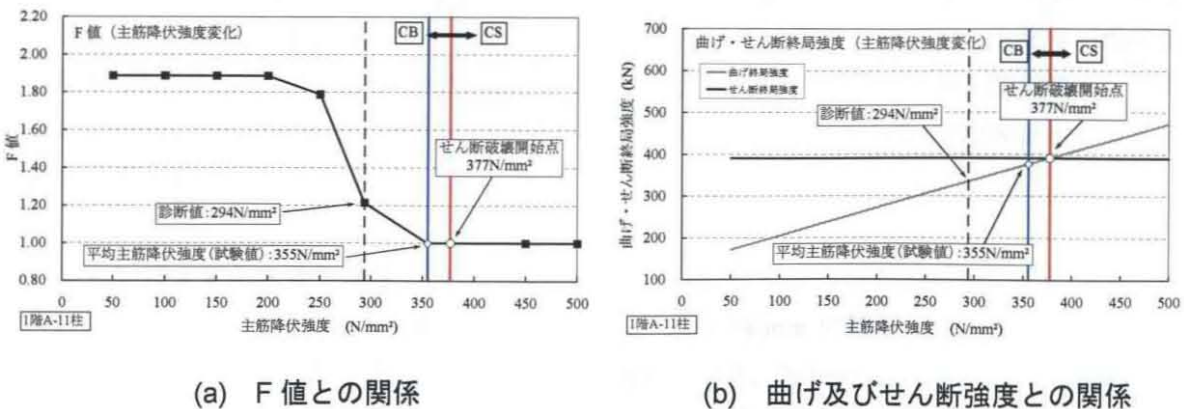 F 値（主筋降伏強度変化）
CB CS
F 値
2.20
2.00
1.80
1.60
1.40
1.20
1.00
0.80
せん断破壊開始点
377N/mm²
診断値:294N/mm²
平均主筋降伏強度(試験値):355N/mm²
0 50 100 150 200 250 300 350 400 450 500
1階A-11柱
主筋降伏強度 (N/mm²)
(a) F 値との関係
曲げ・せん断終局強度（主筋降伏強度変化）
曲げ終局強度
せん断終局強度
CB CS
曲げ・せん断終局強度 (kN)
700
600
500
400
300
200
100
せん断破壊開始点
377N/mm²
診断値:294N/mm²
平均主筋降伏強度(試験値):355N/mm²
0 50 100 150 200 250 300 350 400 450 500
1階A-11柱
主筋降伏強度 (N/mm²)
(b) 曲げ及びせん断強度との関係